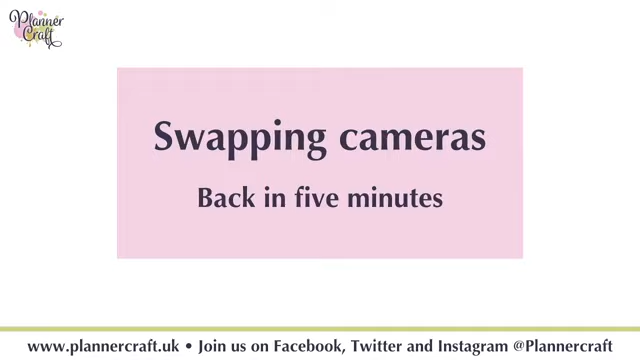 Planner
Craft
Swapping cameras
Back in five minutes
www.plannercraft.uk • Join us on Facebook, Twitter and Instagram @Plannercraft